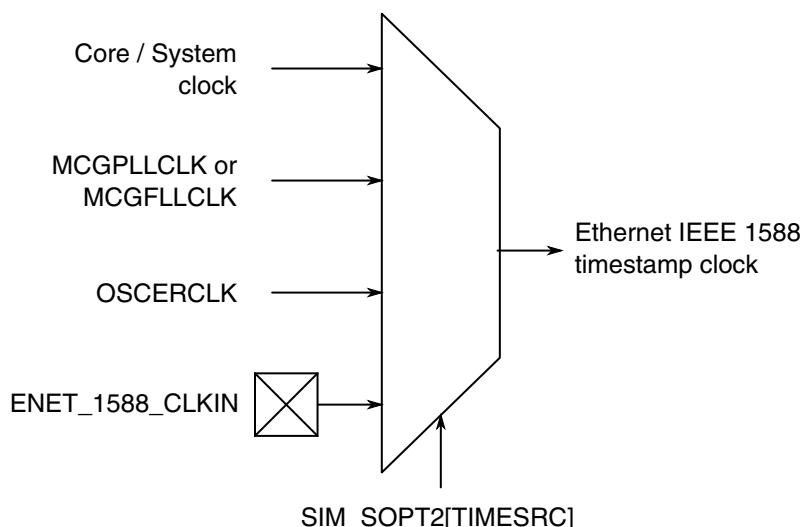 Core / System
clock
MCGPLLCLK or
MCGFLLCLK
OSCERCLK
ENET_1588_CLKIN
Ethernet IEEE 1588
timestamp clock
SIM_SOPT2[TIMESRC]